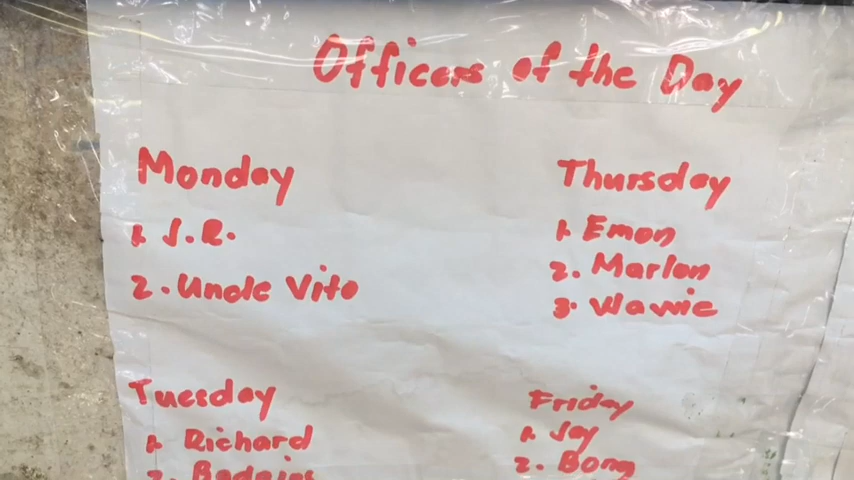 Officers of the Day
Monday
1. J.R.
2. Uncle Vito
Thursday
1. Emon
2. Marlon
3. Wawie
Tuesday
1. Richard
2.
Friday
1. Jay
2. Bong